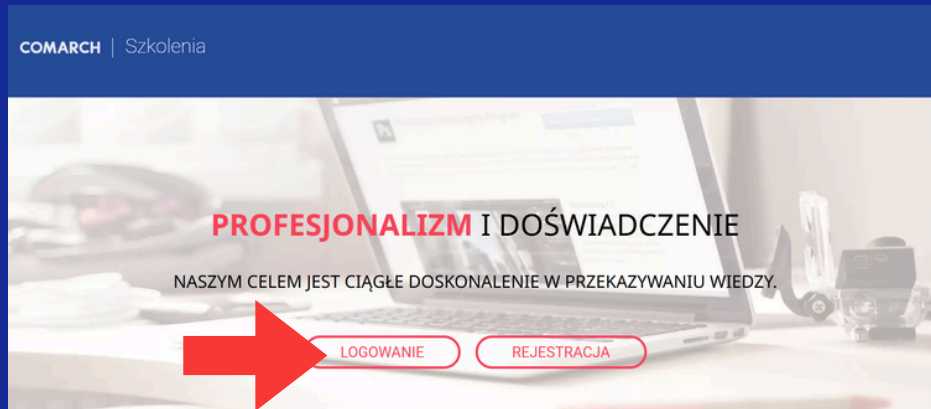 COMARCH | Szkolenia
PROFESJONALIZM I DOŚWIADCZENIE
NASZYM CELEM JEST CIĄGŁE DOSKONALENIE W PRZEKAZYWANIU WIEDZY.
LOGOWANIE REJESTRACJA